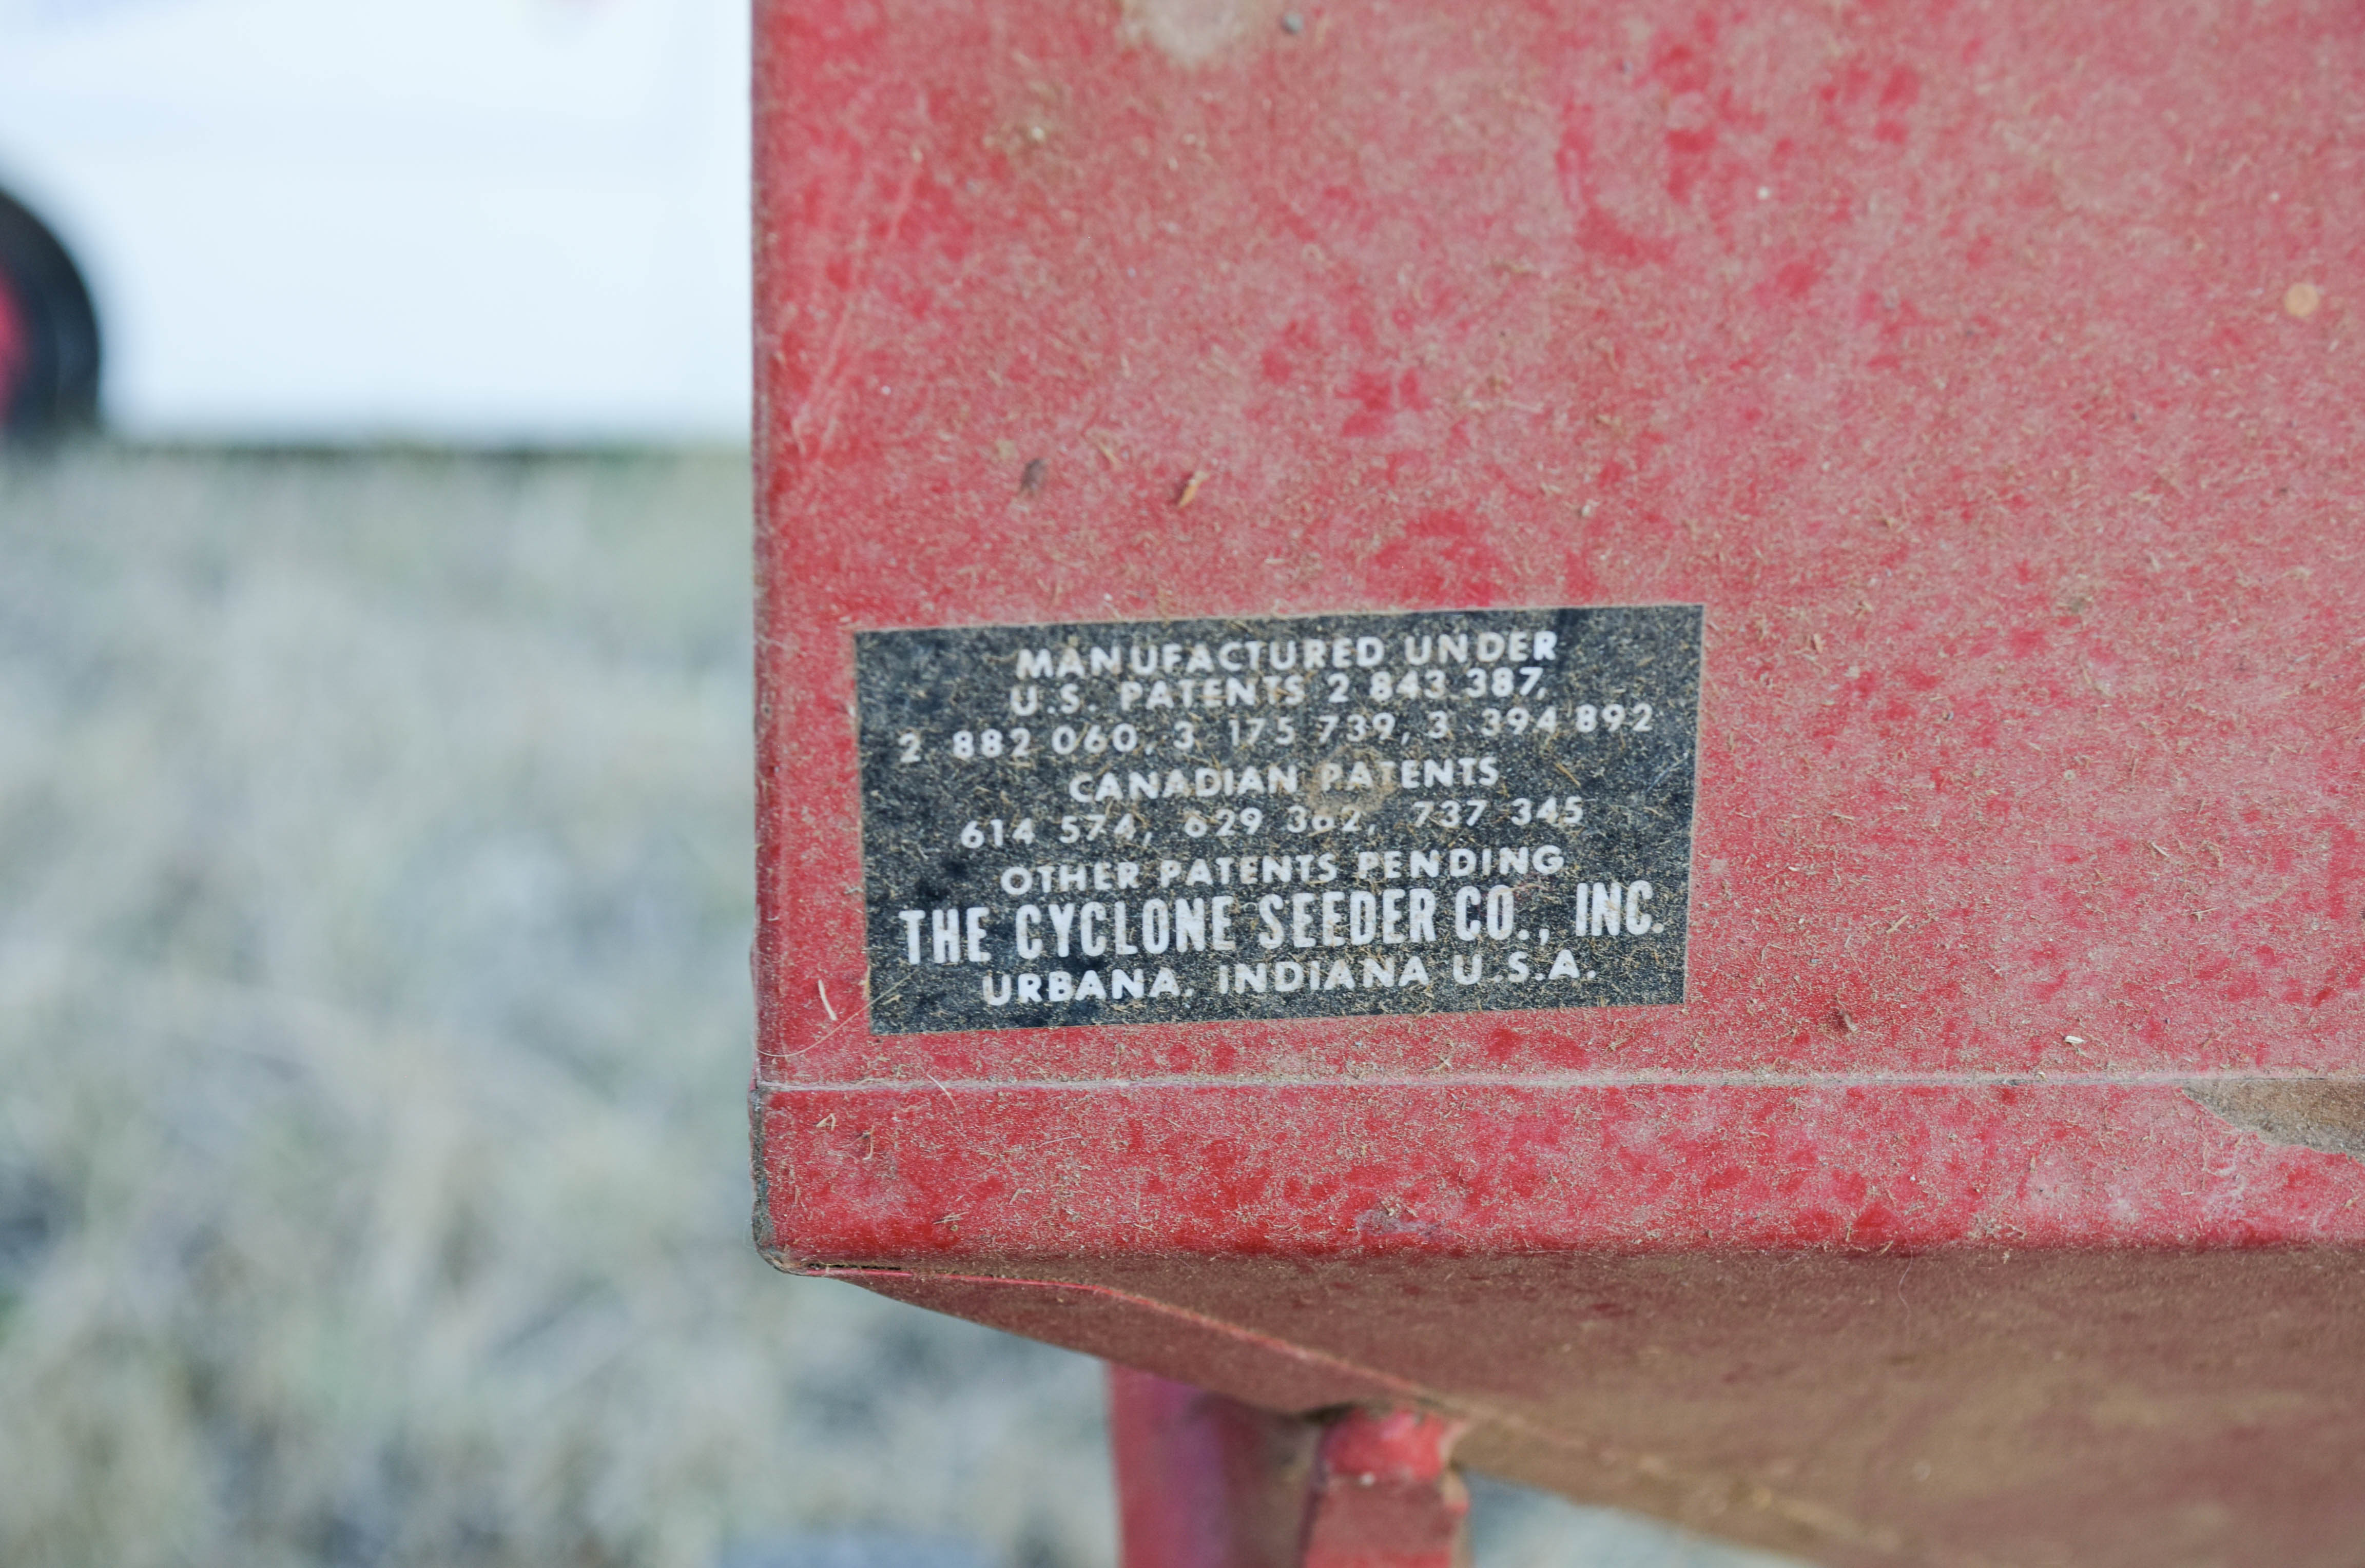 MANUFACTURED UNDER
U.S. PATENTS 2 843 387,
2 882 060, 3 175 739, 3 394 892
CANADIAN PATENTS
614 574, 629 362, 737 345
OTHER PATENTS PENDING
THE CYCLONE SEEDER CO., INC.
URBANA, INDIANA U.S.A.